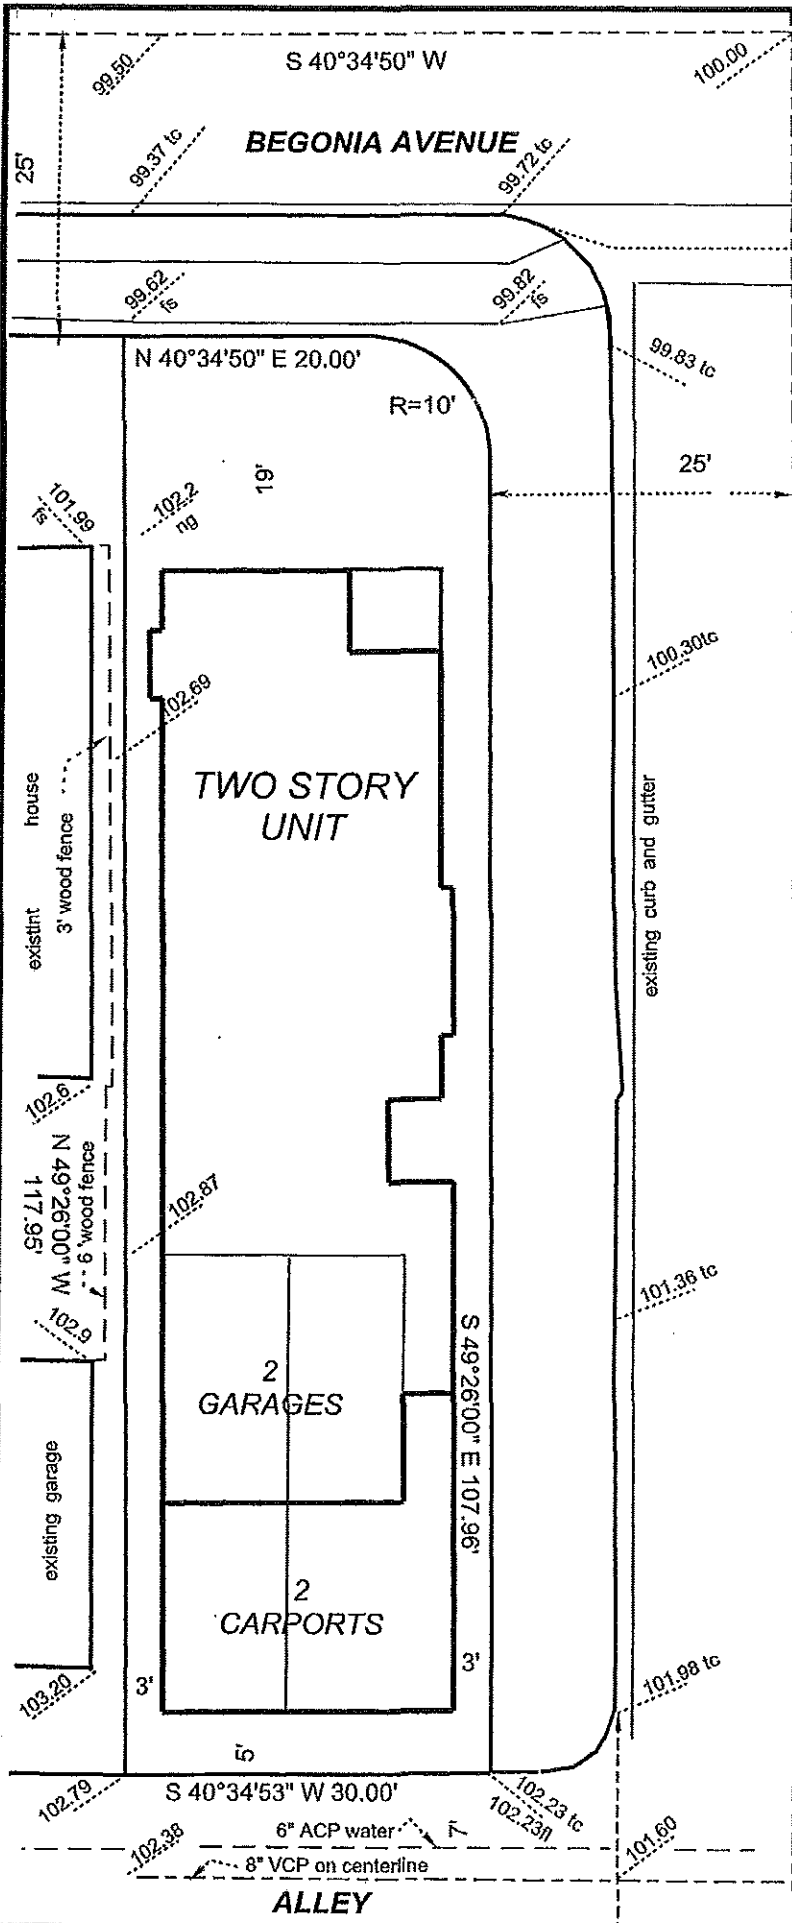 S 40°34'50" W
99.50
100.00
BEGONIA AVENUE
25'
99.37 tc
99.72 tc
99.62
fs
99.82
fs
N 40°34'50" E 20.00'
99.83 tc
R=10'
25'
19'
101.99
fs
102.2
ng
100.30tc
102.69
TWO STORY
UNIT
existint house
3' wood fence
existing curb and gutter
102.6
N 49°26'00" W
117.95'
6' wood fence
102.87
102.9
101.36 tc
S 49°26'00" E 107.96'
2
GARAGES
existing garage
2
CARPORTS
103.20
3'
3'
101.98 tc
5'
102.79
S 40°34'53" W 30.00'
102.23 tc
102.23fl
102.38
6" ACP water
7'
101.60
8" VCP on centerline
ALLEY